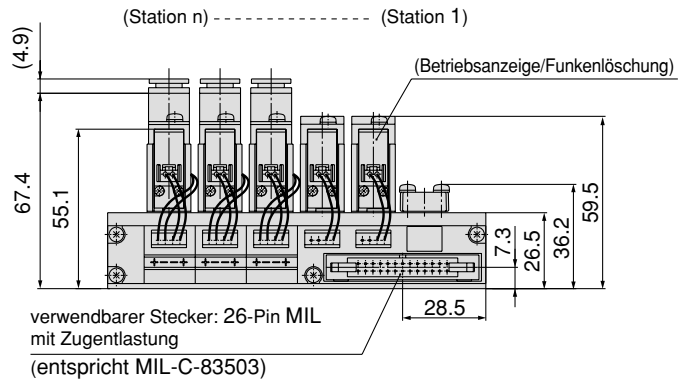 (Station n) ---------------- (Station 1)
(4.9)
(Betriebsanzeige/Funkenlöschung)
67.4
55.1
7.3
26.5
36.2
59.5
28.5
verwendbarer Stecker: 26-Pin MIL
mit Zugentlastung
(entspricht MIL-C-83503)